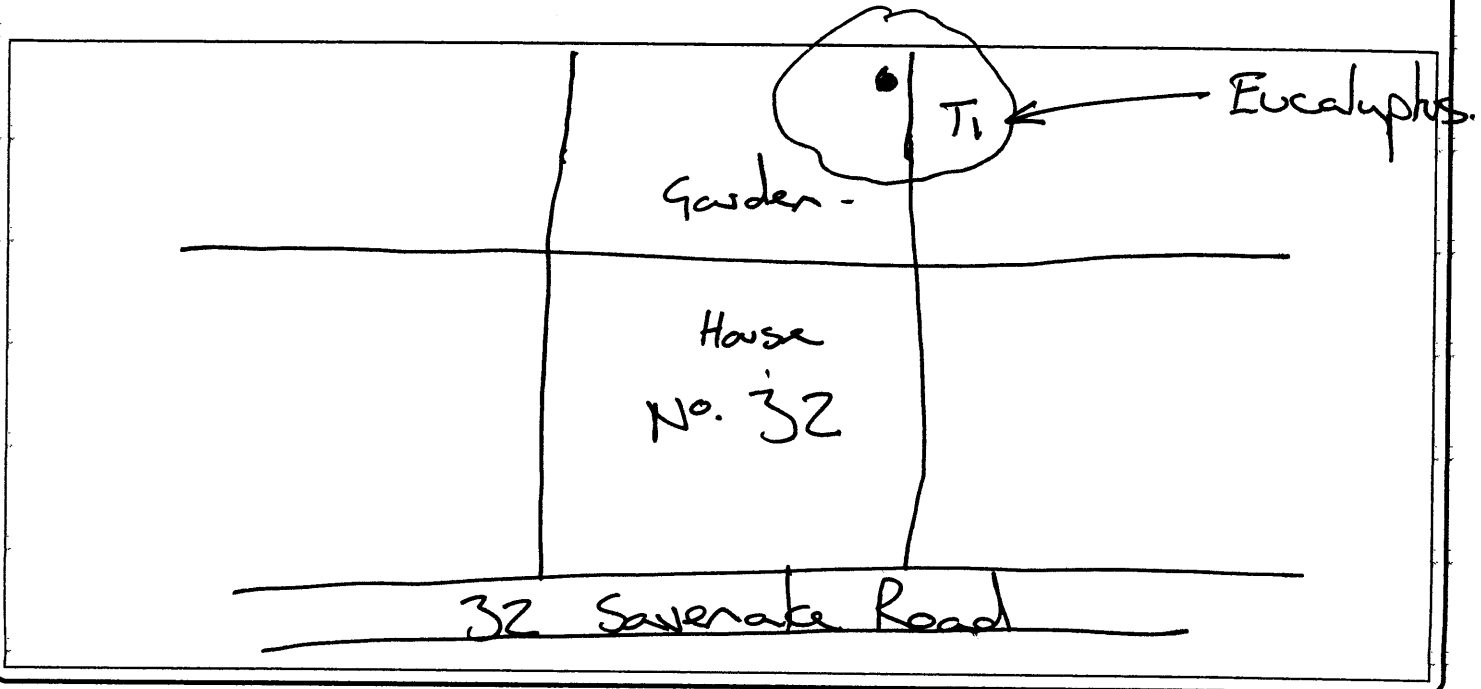 T1
Eucalyptus.
Garden -
House
No. 32
32 Savernake Road